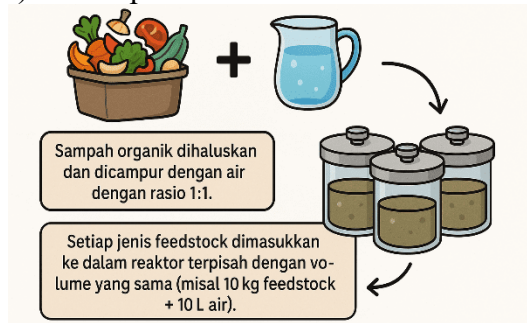 Sampah organik dihaluskan
dan dicampur dengan air
dengan rasio 1:1.
Setiap jenis feedstock dimasukkan
ke dalam reaktor terpisah dengan vo-
lume yang sama (misal 10 kg feedstock
+ 10 L air).